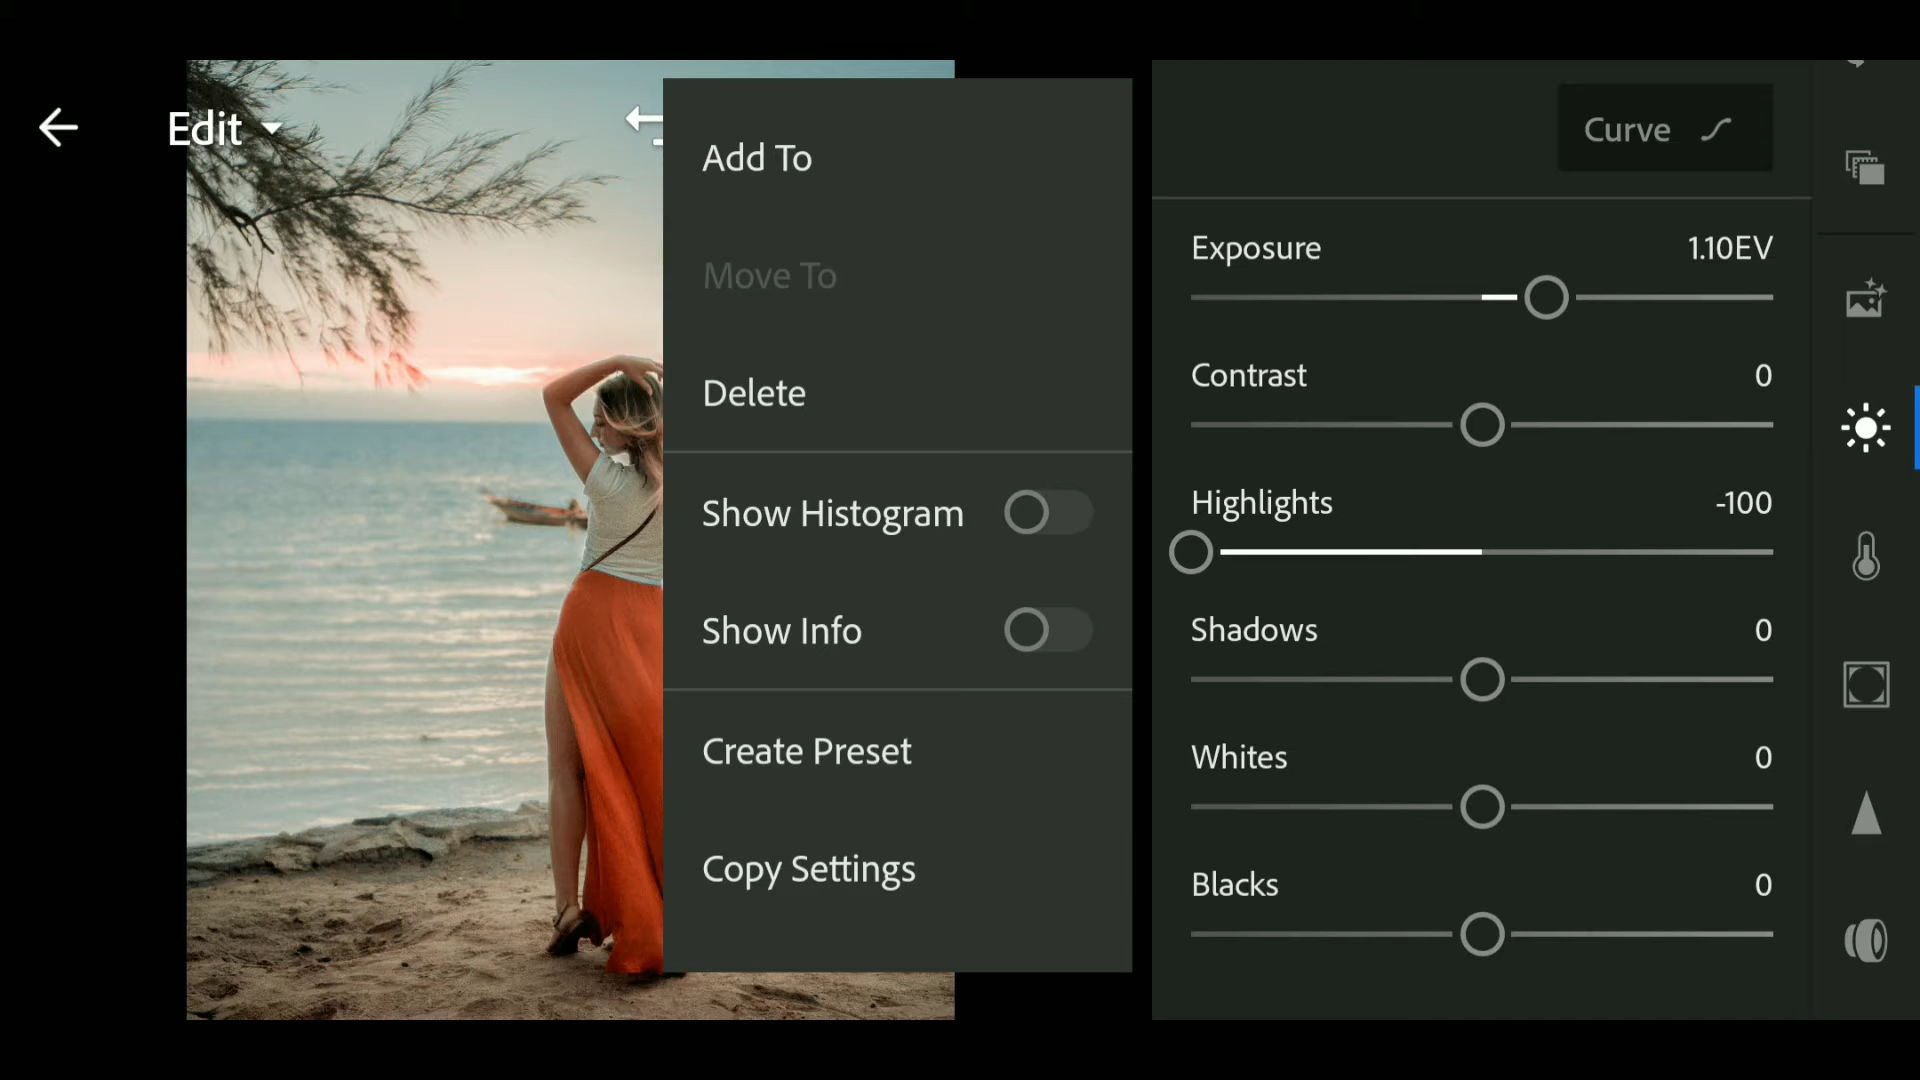 Edit
Add To
Move To
Delete
Show Histogram
Show Info
Create Preset
Copy Settings
Curve
Exposure 1.10EV
Contrast 0
Highlights -100
Shadows 0
Whites 0
Blacks 0